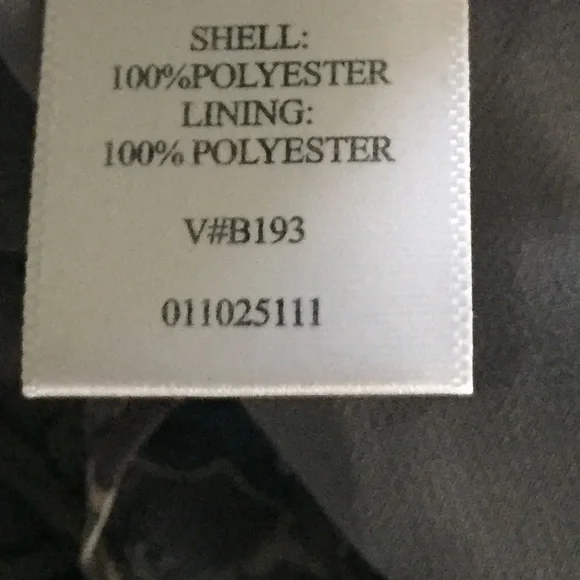 SHELL:
100%POLYESTER
LINING:
100% POLYESTER
V#B193
011025111